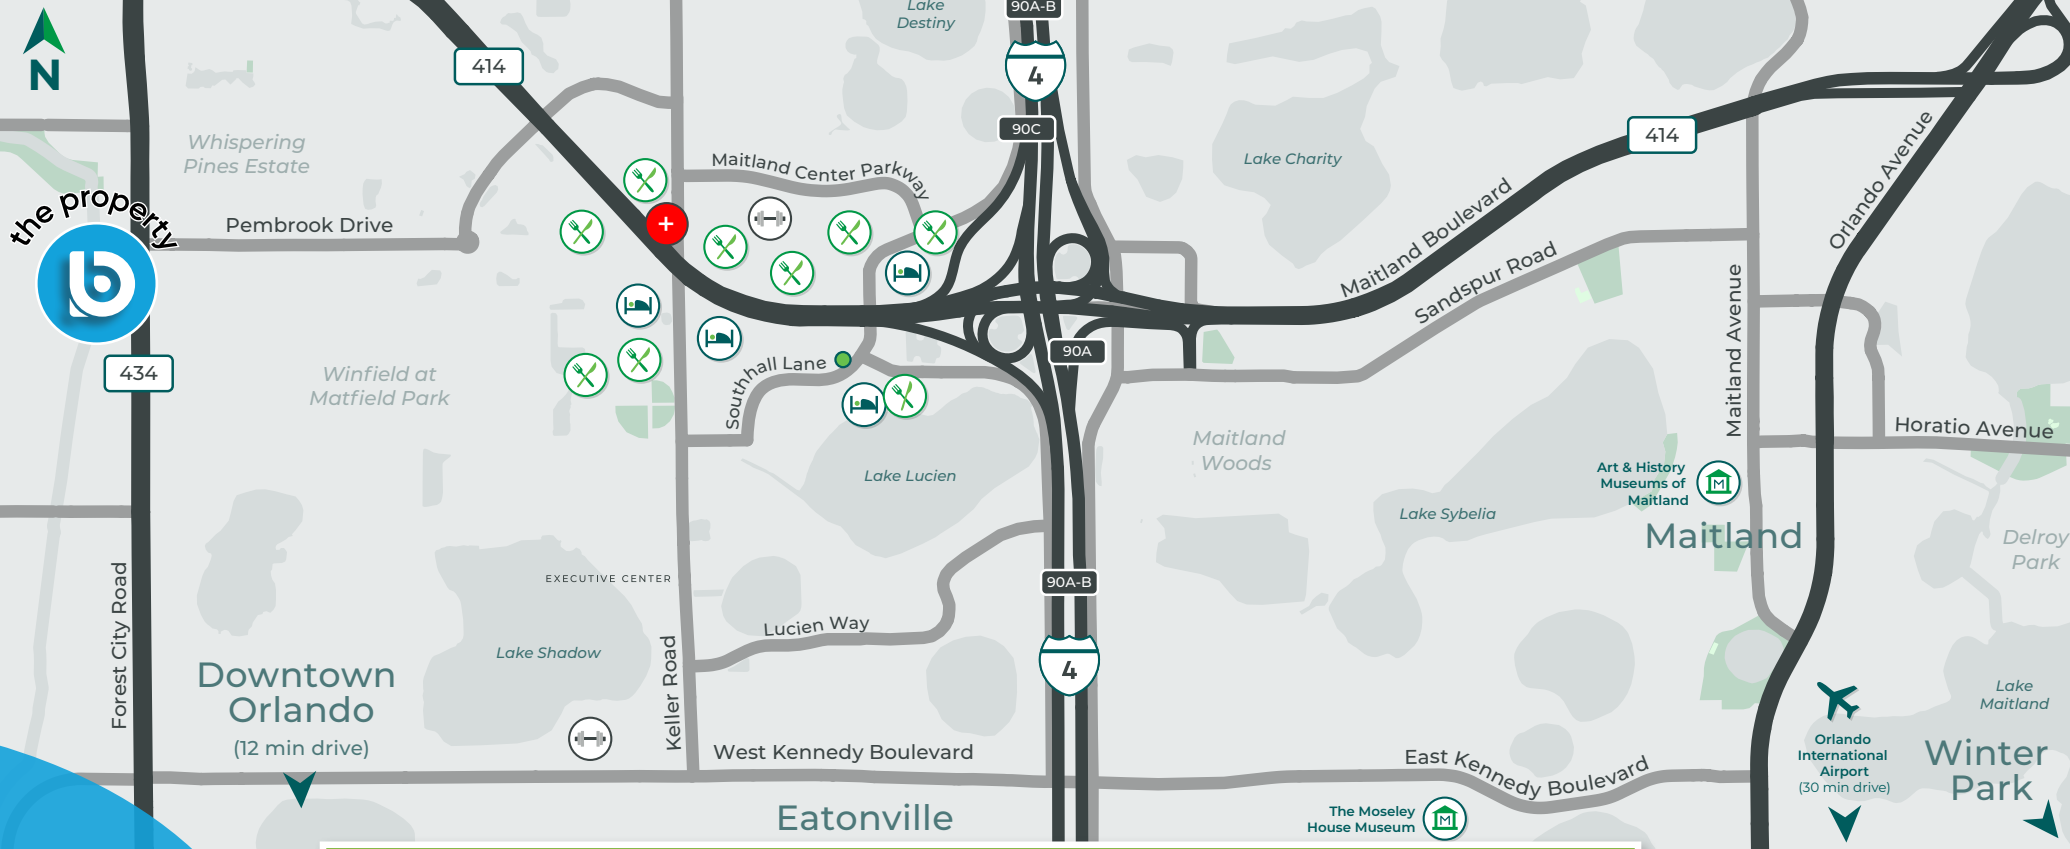 Lake
Destiny
90A-B
4
N
414
90C
414
Whispering
Pines Estate
Maitland Center Parkway
Lake Charity
Orlando Avenue
the property
b
Pembrook Drive
Maitland Boulevard
Sandspur Road
Maitland Avenue
90A
434
Winfield at
Matfield Park
Southhall Lane
Horatio Avenue
Maitland
Woods
Lake Lucien
Art & History
Museums of
Maitland
M
Lake Sybelia
Maitland
Delroy
Park
EXECUTIVE CENTER
90A-B
Forest City Road
Lucien Way
Lake Shadow
Keller Road
4
Downtown
Orlando
(12 min drive)
Lake
Maitland
Orlando
International
Airport
(30 min drive)
Winter
Park
West Kennedy Boulevard
East Kennedy Boulevard
Eatonville
The Moseley
House Museum
M